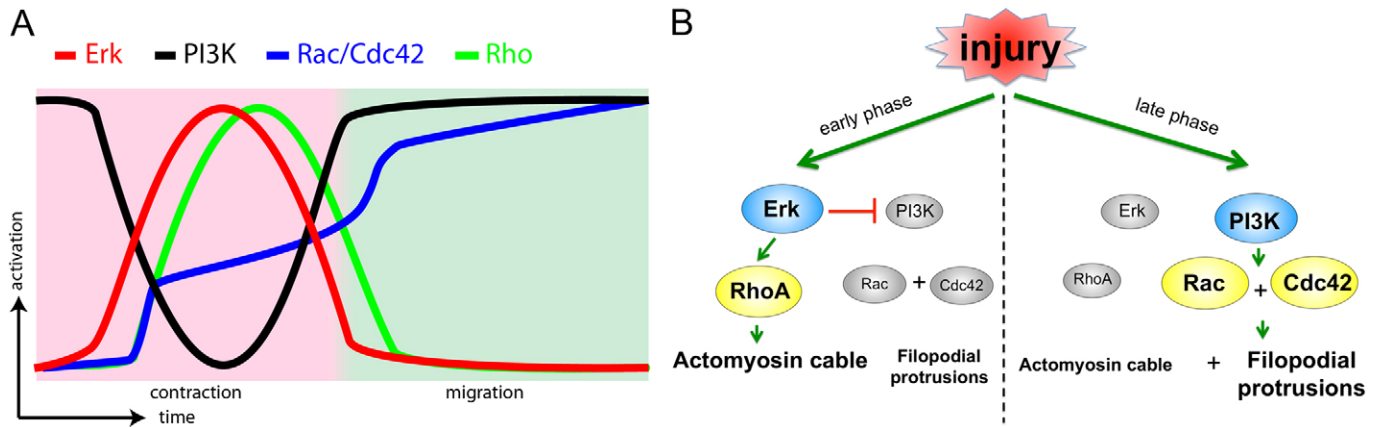 A
Erk PI3K Rac/Cdc42 Rho
activation
contraction migration
time
B
injury
early phase
late phase
Erk PI3K
RhoA
Rac + Cdc42
Actomyosin cable
Filopodial
protrusions
Erk
PI3K
RhoA
Rac + Cdc42
Actomyosin cable + Filopodial
protrusions